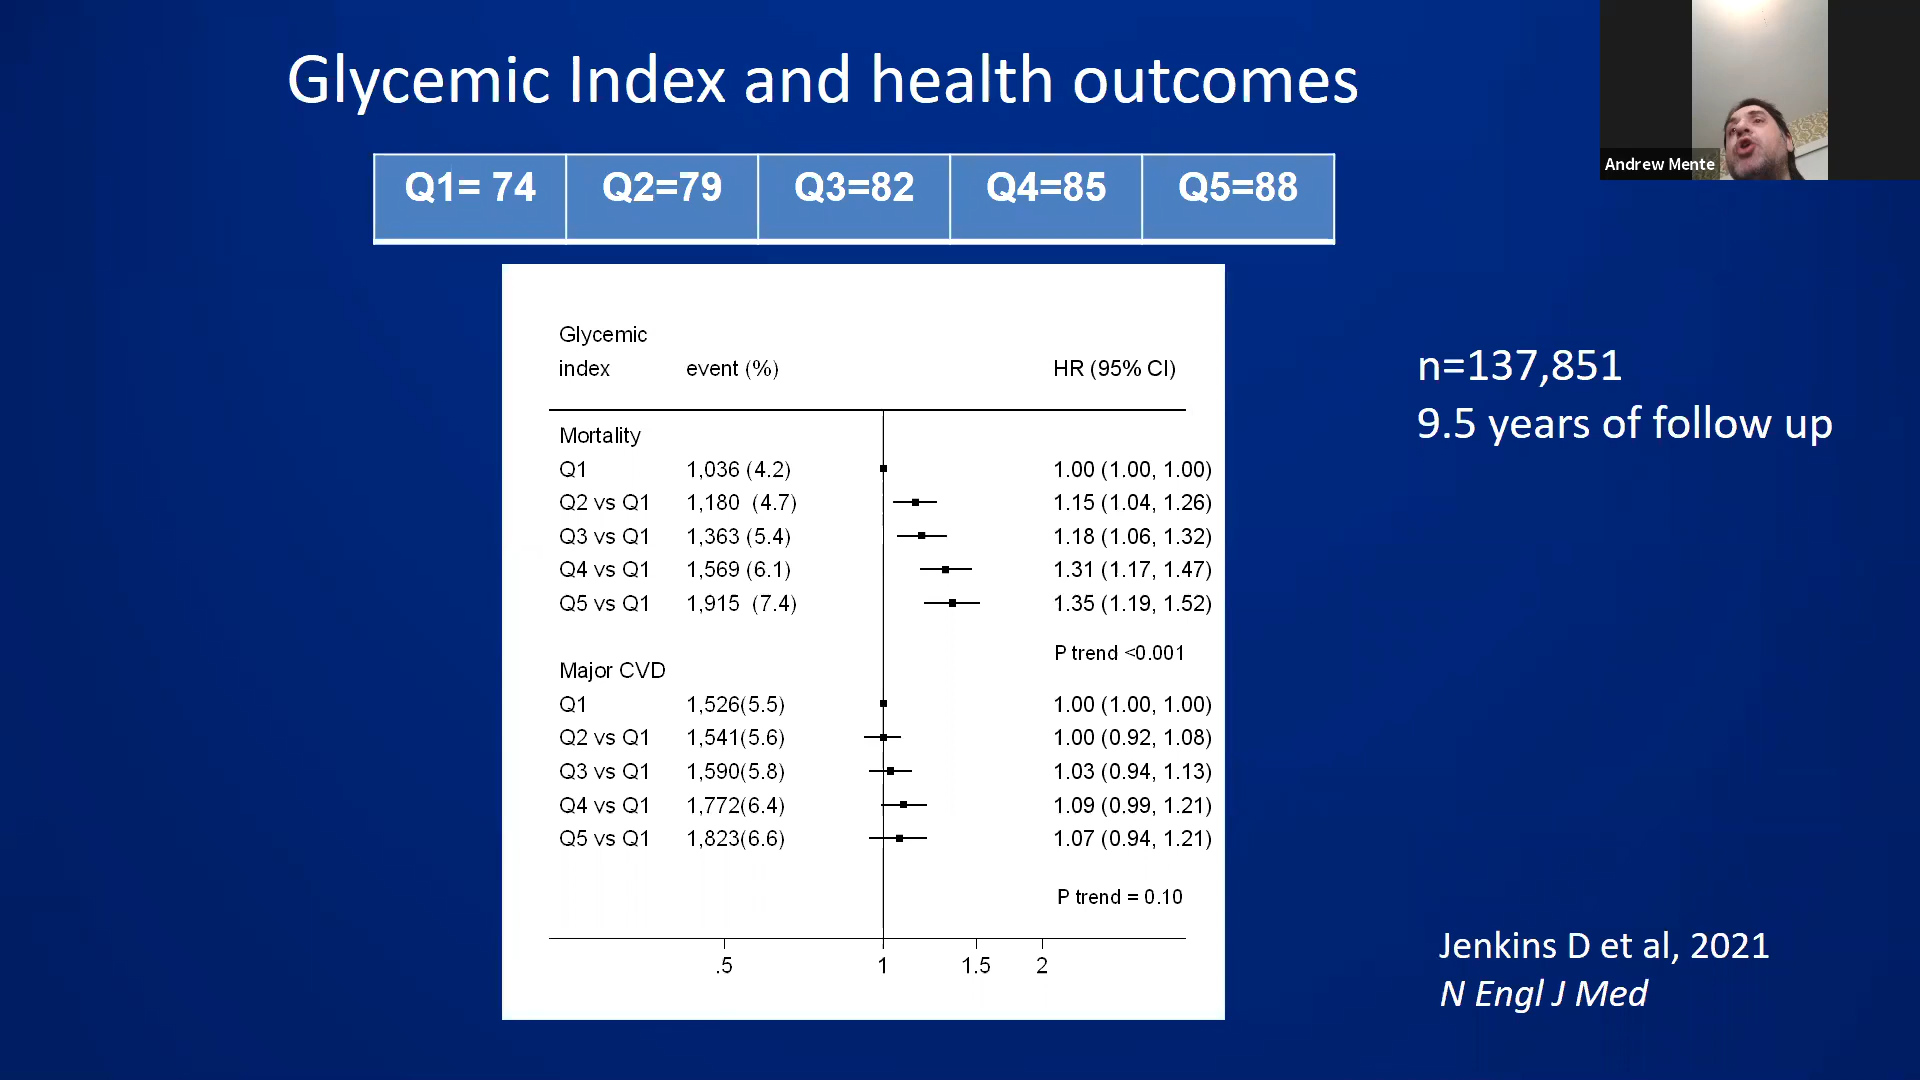 Glycemic Index and health outcomes
Andrew Mente
Q1= 74 Q2=79 Q3=82 Q4=85 Q5=88
Glycemic
index event (%) HR (95% CI)
Mortality
Q1 1,036 (4.2) 1.00 (1.00, 1.00)
Q2 vs Q1 1,180 (4.7) 1.15 (1.04, 1.26)
Q3 vs Q1 1,363 (5.4) 1.18 (1.06, 1.32)
Q4 vs Q1 1,569 (6.1) 1.31 (1.17, 1.47)
Q5 vs Q1 1,915 (7.4) 1.35 (1.19, 1.52)
P trend <0.001
Major CVD
Q1 1,526(5.5) 1.00 (1.00, 1.00)
Q2 vs Q1 1,541(5.6) 1.00 (0.92, 1.08)
Q3 vs Q1 1,590(5.8) 1.03 (0.94, 1.13)
Q4 vs Q1 1,772(6.4) 1.09 (0.99, 1.21)
Q5 vs Q1 1,823(6.6) 1.07 (0.94, 1.21)
P trend = 0.10
.5 1 1.5 2
n=137,851
9.5 years of follow up
Jenkins D et al, 2021
N Engl J Med